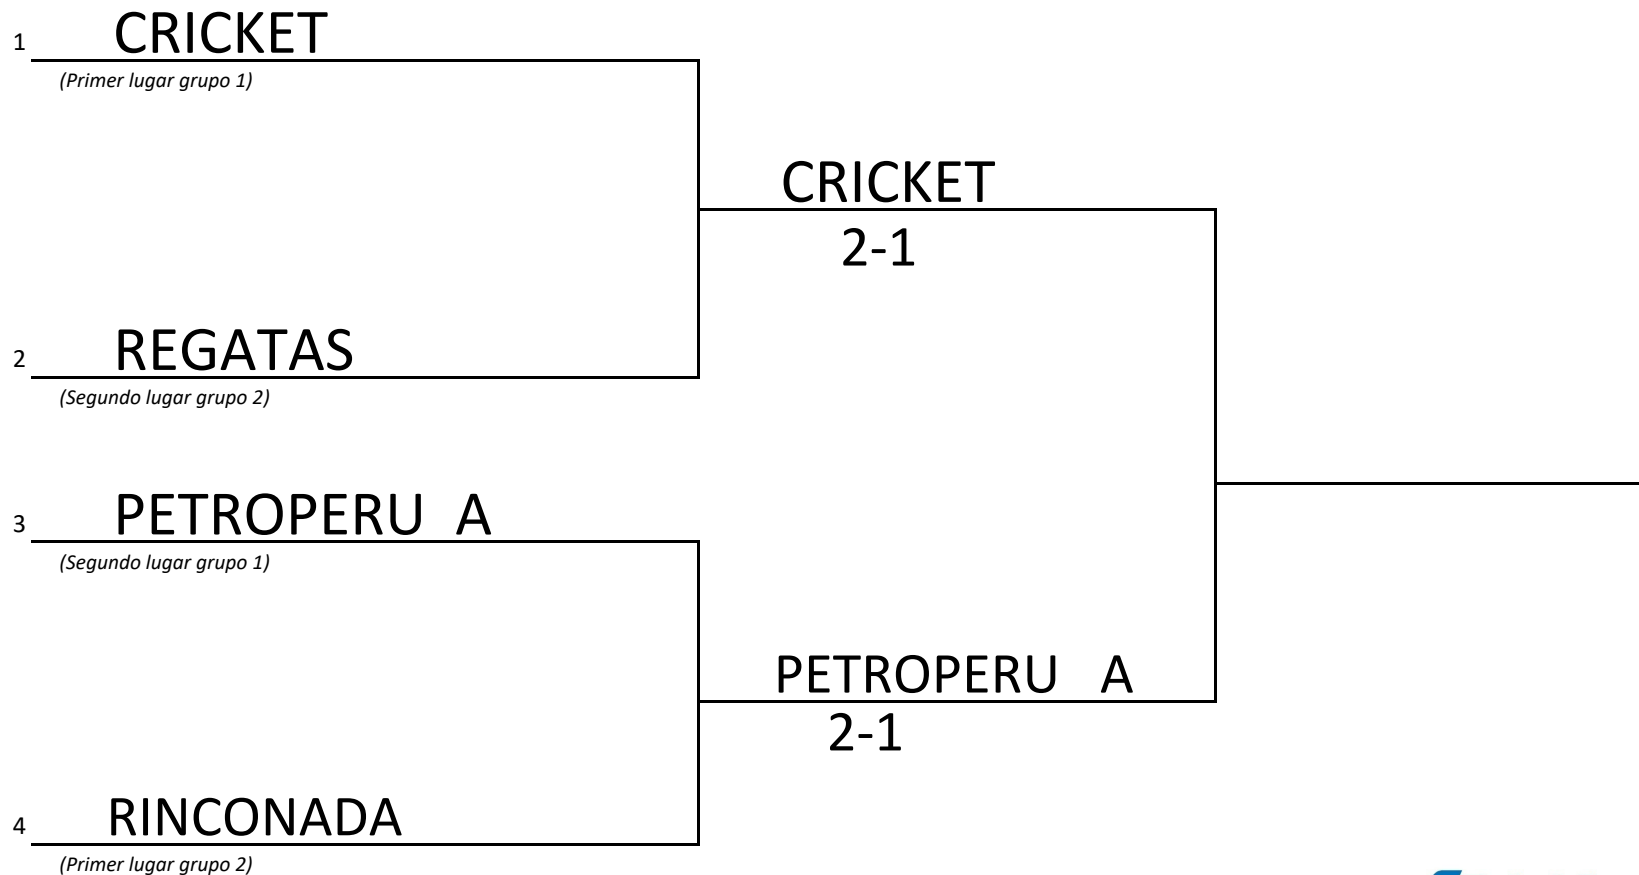 1 CRICKET
(Primer lugar grupo 1)
CRICKET
2-1
2 REGATAS
(Segundo lugar grupo 2)
3 PETROPERU A
(Segundo lugar grupo 1)
PETROPERU A
2-1
4 RINCONADA
(Primer lugar grupo 2)